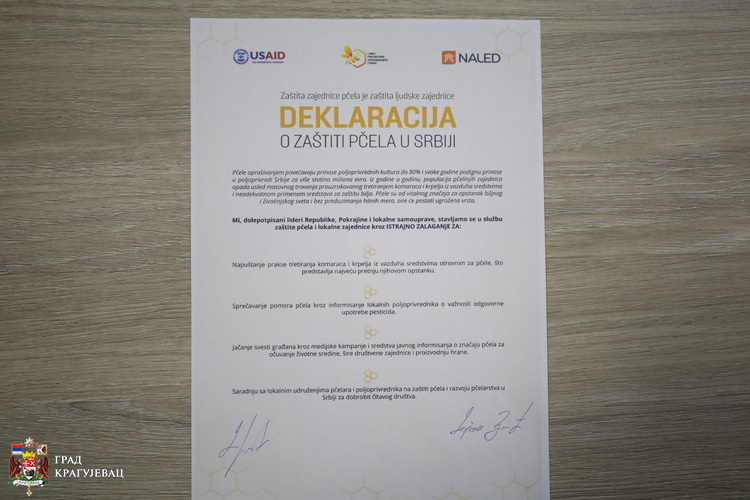 USAID
NALED
Zaštita zajednice pčela je zaštita ljudske zajednice
DEKLARACIJA
O ZAŠTITI PČELA U SRBIJI
Pčele oprašivanjem povećavaju prinose poljoprivrednih kultura do 80% i svake godine podignu prinose
u poljoprivredi Srbije za više stotina miliona evra. Iz godine u godinu, populacija pčelinjih zajednica
opada usled masovnog trovanja prouzrokovanog tretiranjem komaraca i krpelja iz vazduha sredstvima
i neadekvatnom primenom sredstava za zaštitu bilja. Pčele su od vitalnog značaja za opstanak biljnog
i životinjskog sveta i bez preduzimanja hitnih mera, one će postati ugrožena vrsta.
Mi, dolepotpisani lideri Republike, Pokrajine i lokalne samouprave, stavljamo se u službu
zaštite pčela i lokalne zajednice kroz ISTRAJNO ZALAGANJE ZA:
Napuštanje prakse tretiranja komaraca i krpelja iz vazduha sredstvima otrovnim za pčele, što
predstavlja najveću pretnju njihovom opstanku.
Sprečavanje pomora pčela kroz informisanje lokalnih poljoprivrednika o važnosti odgovorne
upotrebe pesticida.
Jačanje svesti građana kroz medijske kampanje i sredstva javnog informisanja o značaju pčela za
očuvanje životne sredine, šire društvene zajednice i proizvodnju hrane.
Saradnju sa lokalnim udruženjima pčelara i poljoprivrednika na zaštiti pčela i razvoju pčelarstva u
Srbiji za dobrobit čitavog društva.
ГРАД
КРАГУЈЕВАЦ